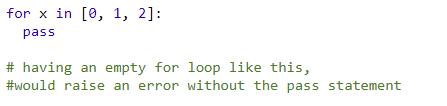 for x in [0, 1, 2]:
  pass
# having an empty for loop like this,
#would raise an error without the pass statement